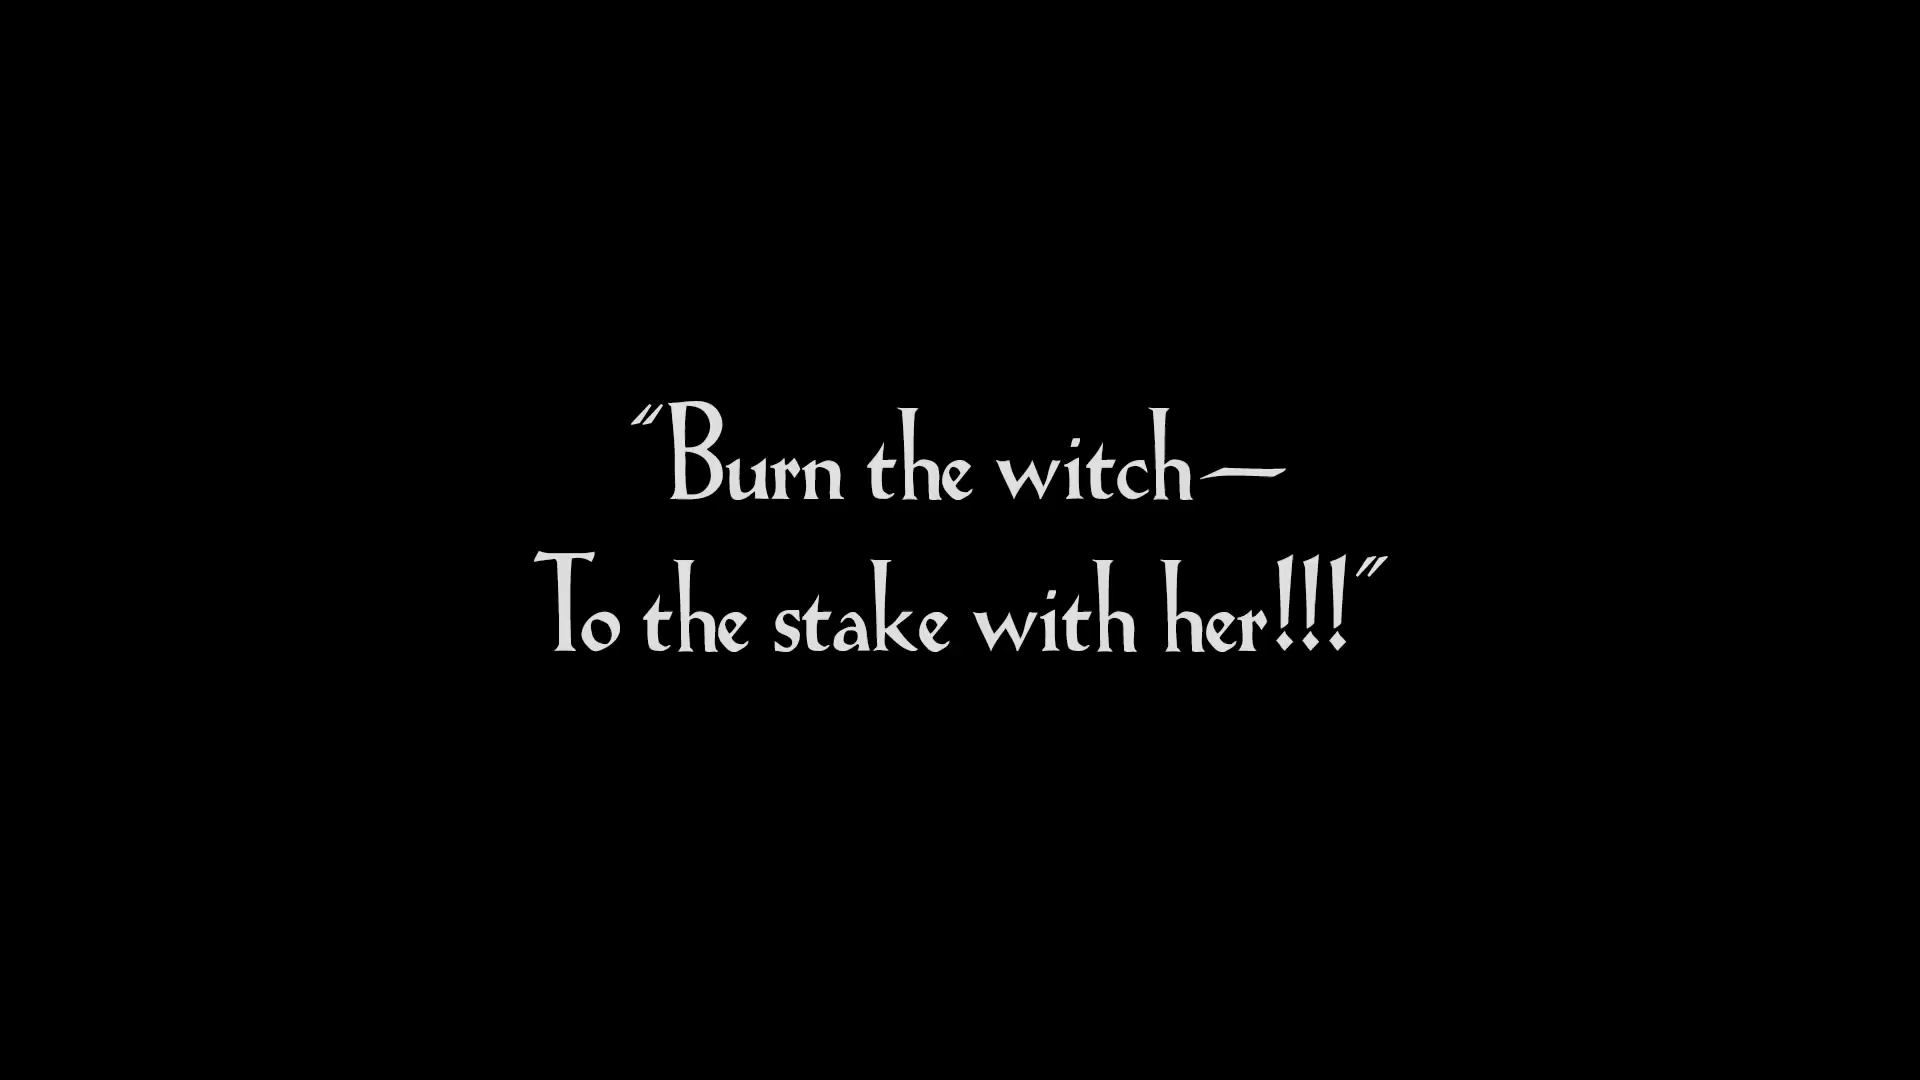 “Burn the witch—
To the stake with her!!!”